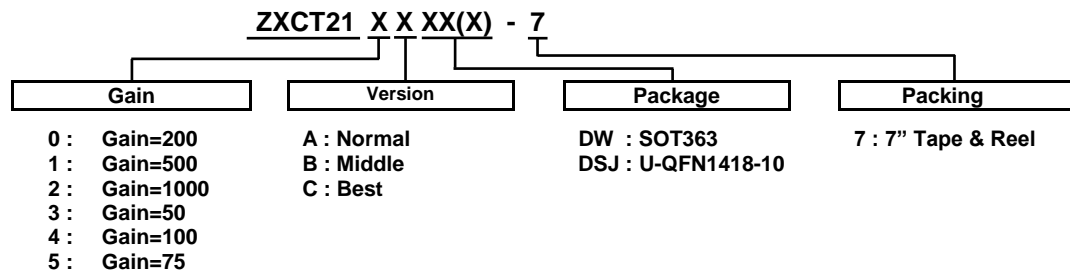 ZXCT21 X X XX(X) - 7
Gain
0 : Gain=200
1 : Gain=500
2 : Gain=1000
3 : Gain=50
4 : Gain=100
5 : Gain=75
Version
A : Normal
B : Middle
C : Best
Package
DW : SOT363
DSJ : U-QFN1418-10
Packing
7 : 7” Tape & Reel